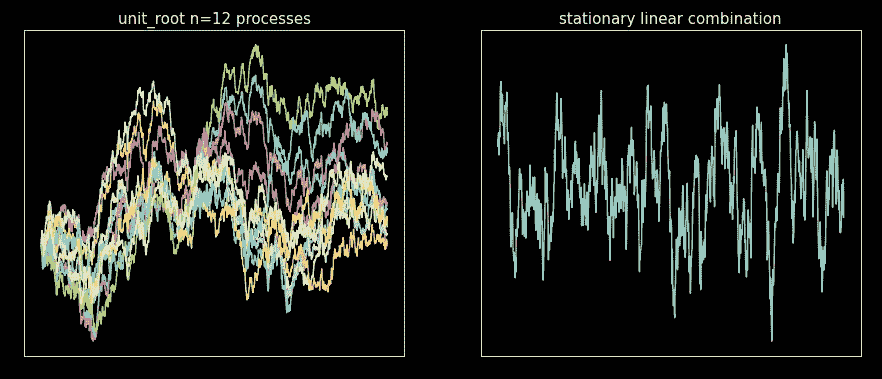 unit_root n=12 processes
stationary linear combination